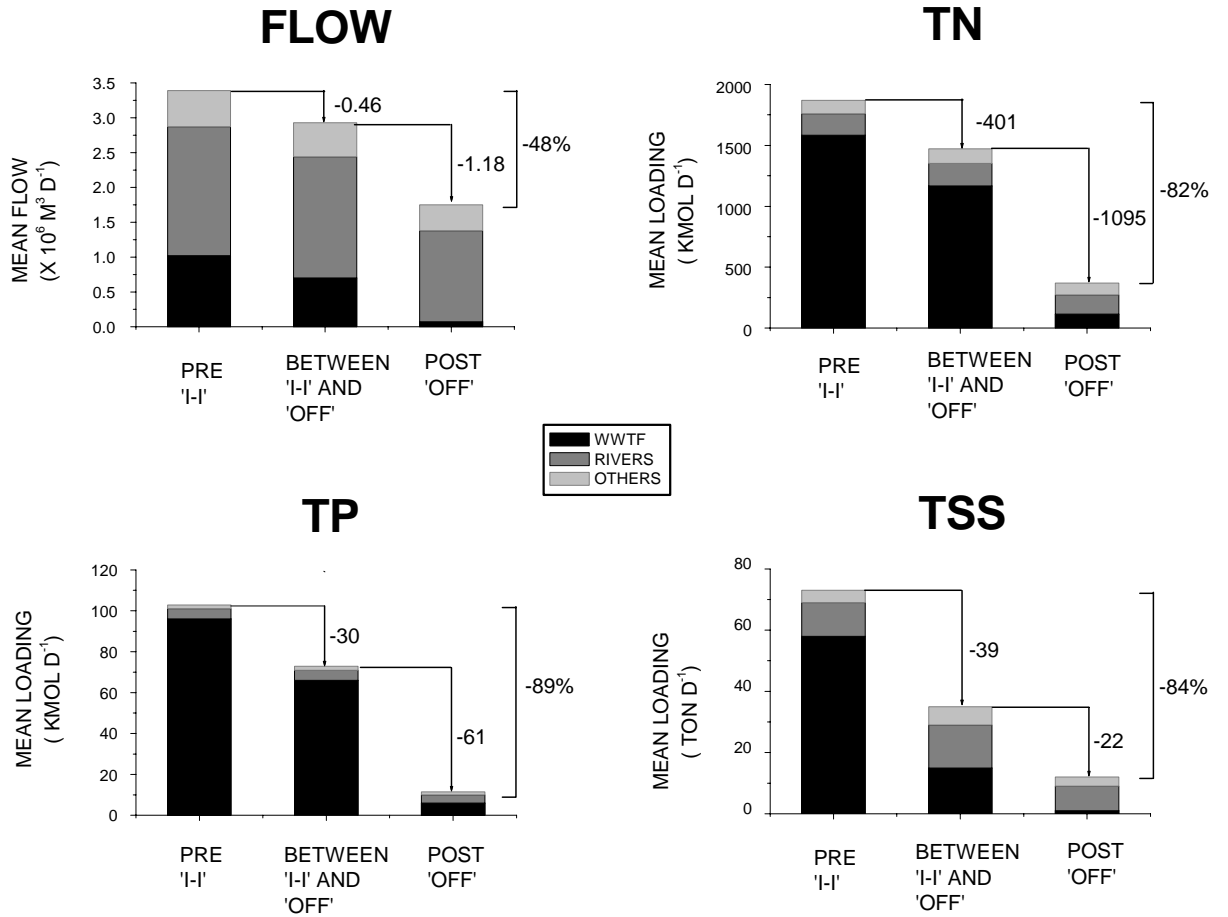 FLOW
MEAN FLOW
(X 10⁶ M³ D⁻¹)
3.5
3.0
2.5
2.0
1.5
1.0
0.5
0.0
-0.46
-1.18
-48%
PRE
'I-I'
BETWEEN
'I-I' AND
'OFF'
POST
'OFF'
TN
MEAN LOADING
( KMOL D⁻¹)
2000
1500
1000
500
0
-401
-1095
-82%
PRE
'I-I'
BETWEEN
'I-I' AND
'OFF'
POST
'OFF'
WWTF
RIVERS
OTHERS
TP
MEAN LOADING
( KMOL D⁻¹)
120
100
80
60
40
20
0
-30
-61
-89%
PRE
'I-I'
BETWEEN
'I-I' AND
'OFF'
POST
'OFF'
TSS
MEAN LOADING
( TON D⁻¹)
80
60
40
20
0
-39
-22
-84%
PRE
'I-I'
BETWEEN
'I-I' AND
'OFF'
POST
'OFF'